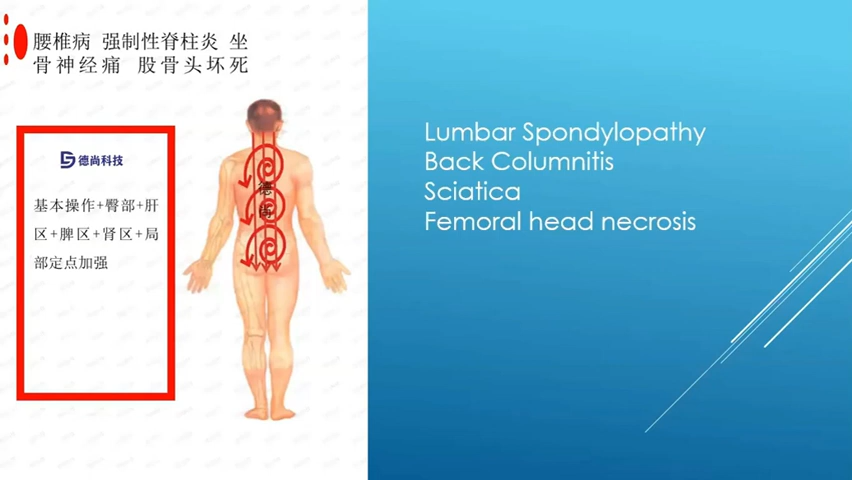 腰椎病 强制性脊柱炎 坐
骨神经痛 股骨头坏死
德尚科技
基本操作+臀部+肝
区+脾区+肾区+局
部定点加强
德
尚
Lumbar Spondylopathy
Back Columnitis
Sciatica
Femoral head necrosis